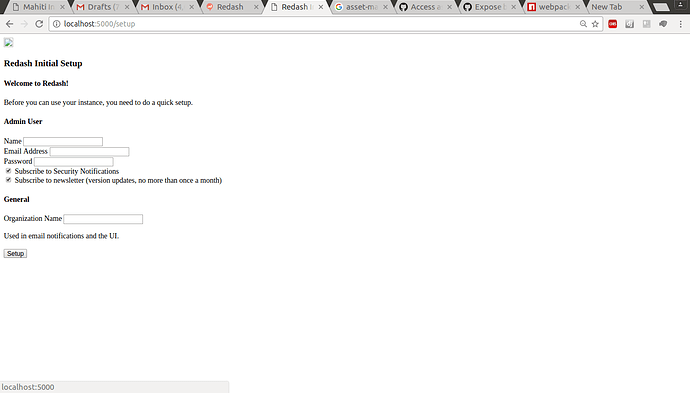 Mahiti In
Drafts (7
Inbox (4,
Redash
Redash I
asset-ma
Access a
Expose
webpack
New Tab
localhost:5000/setup
Redash Initial Setup
Welcome to Redash!
Before you can use your instance, you need to do a quick setup.
Admin User
Name
Email Address
Password
Subscribe to Security Notifications
Subscribe to newsletter (version updates, no more than once a month)
General
Organization Name
Used in email notifications and the UI.
Setup
localhost:5000